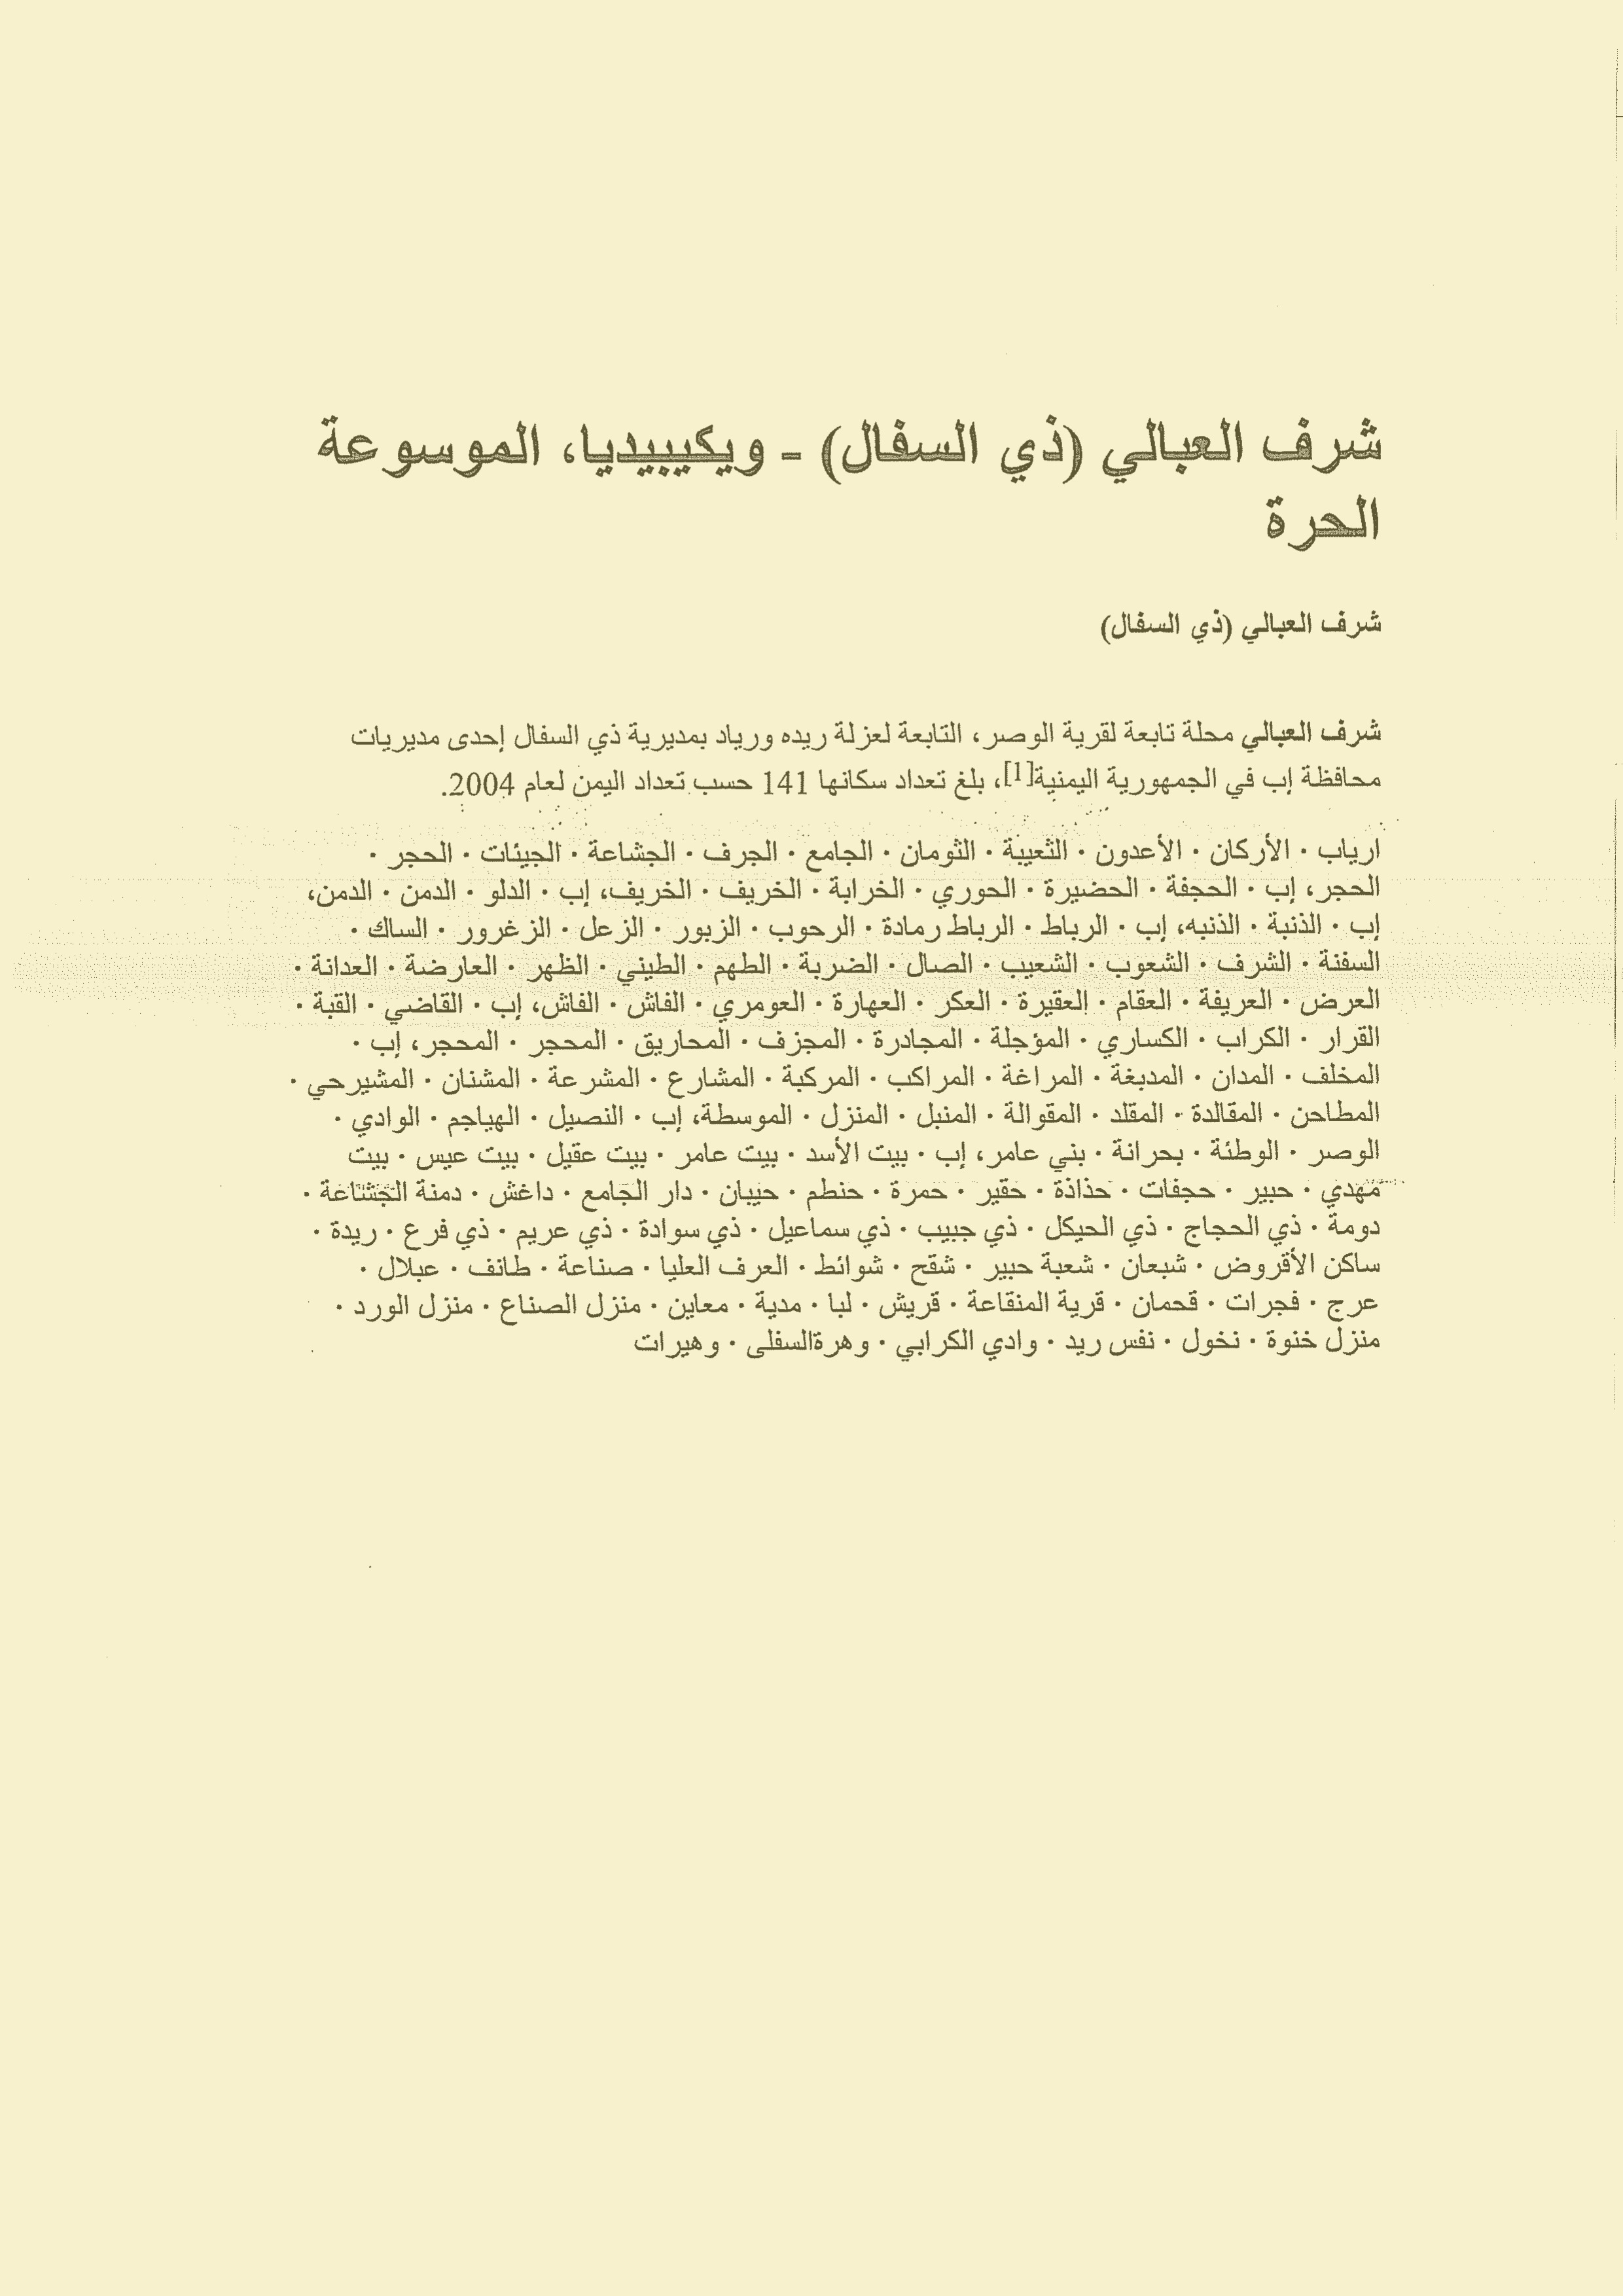 شرف العبالي (ذي السفال) - ويكيبيديا، الموسوعة
الحرة
شرف العبالي (ذي السفال)
شرف العبالي محلة تابعة لقرية الوصر، التابعة لعزلة ريده ورياد بمديرية ذي السفال إحدى مديريات
محافظة إب في الجمهورية اليمنية[1]، بلغ تعداد سكانها 141 حسب تعداد اليمن لعام 2004.
ارياب · الأركان · الأعدون · الثعيبة · الثومان · الجامع · الجرف · الجشاعة · الجيئات · الحجر ·
الحجر، إب · الحجفة · الحضيرة · الحوري · الخرابة · الخريف · الخريف، إب · الدلو · الدمن · الدمن،
إب · الذنبة · الذنبه، إب · الرباط · الرباط رمادة · الرحوب · الزبور · الزعل · الزغرور · الساك ·
السفنة · الشرف · الشعوب · الشعيب · الصال · الضربة · الطهم · الطيني · الظهر · العارضة · العدانة ·
العرض · العريفة · العقام · العقيرة · العكر · العهارة · العومري · الفاش · الفاش، إب · القاضي · القبة ·
القرار · الكراب · الكساري · المؤجلة · المجادرة · المجزف · المحاريق · المحجر · المحجر، إب ·
المخلف · المدان · المدبغة · المراغة · المراكب · المركبة · المشارع · المشرعة · المشنان · المشيرحي ·
المطاحن · المقالدة · المقلد · المقوالة · المنبل · المنزل · الموسطة، إب · النصيل · الهياجم · الوادي ·
الوصر · الوطئة · بحرانة · بني عامر، إب · بيت الأسد · بيت عامر · بيت عقيل · بيت عيس · بيت
مهدي · حبير · حجفات · حذاذة · حقير · حمرة · حنطم · حيبان · دار الجامع · داغش · دمنة الجشاعة ·
دومة · ذي الحجاج · ذي الحيكل · ذي جبيب · ذي سماعيل · ذي سوادة · ذي عريم · ذي فرع · ريدة ·
ساكن الأقروض · شبعان · شعبة حبير · شقح · شوائط · العرف العليا · صناعة · طانف · عبلال ·
عرج · فجرات · قحمان · قرية المنقاعة · قريش · لبا · مدية · معاين · منزل الصناع · منزل الورد ·
منزل خنوة · نخول · نفس ريد · وادي الكرابي · وهرةالسفلى · وهيرات